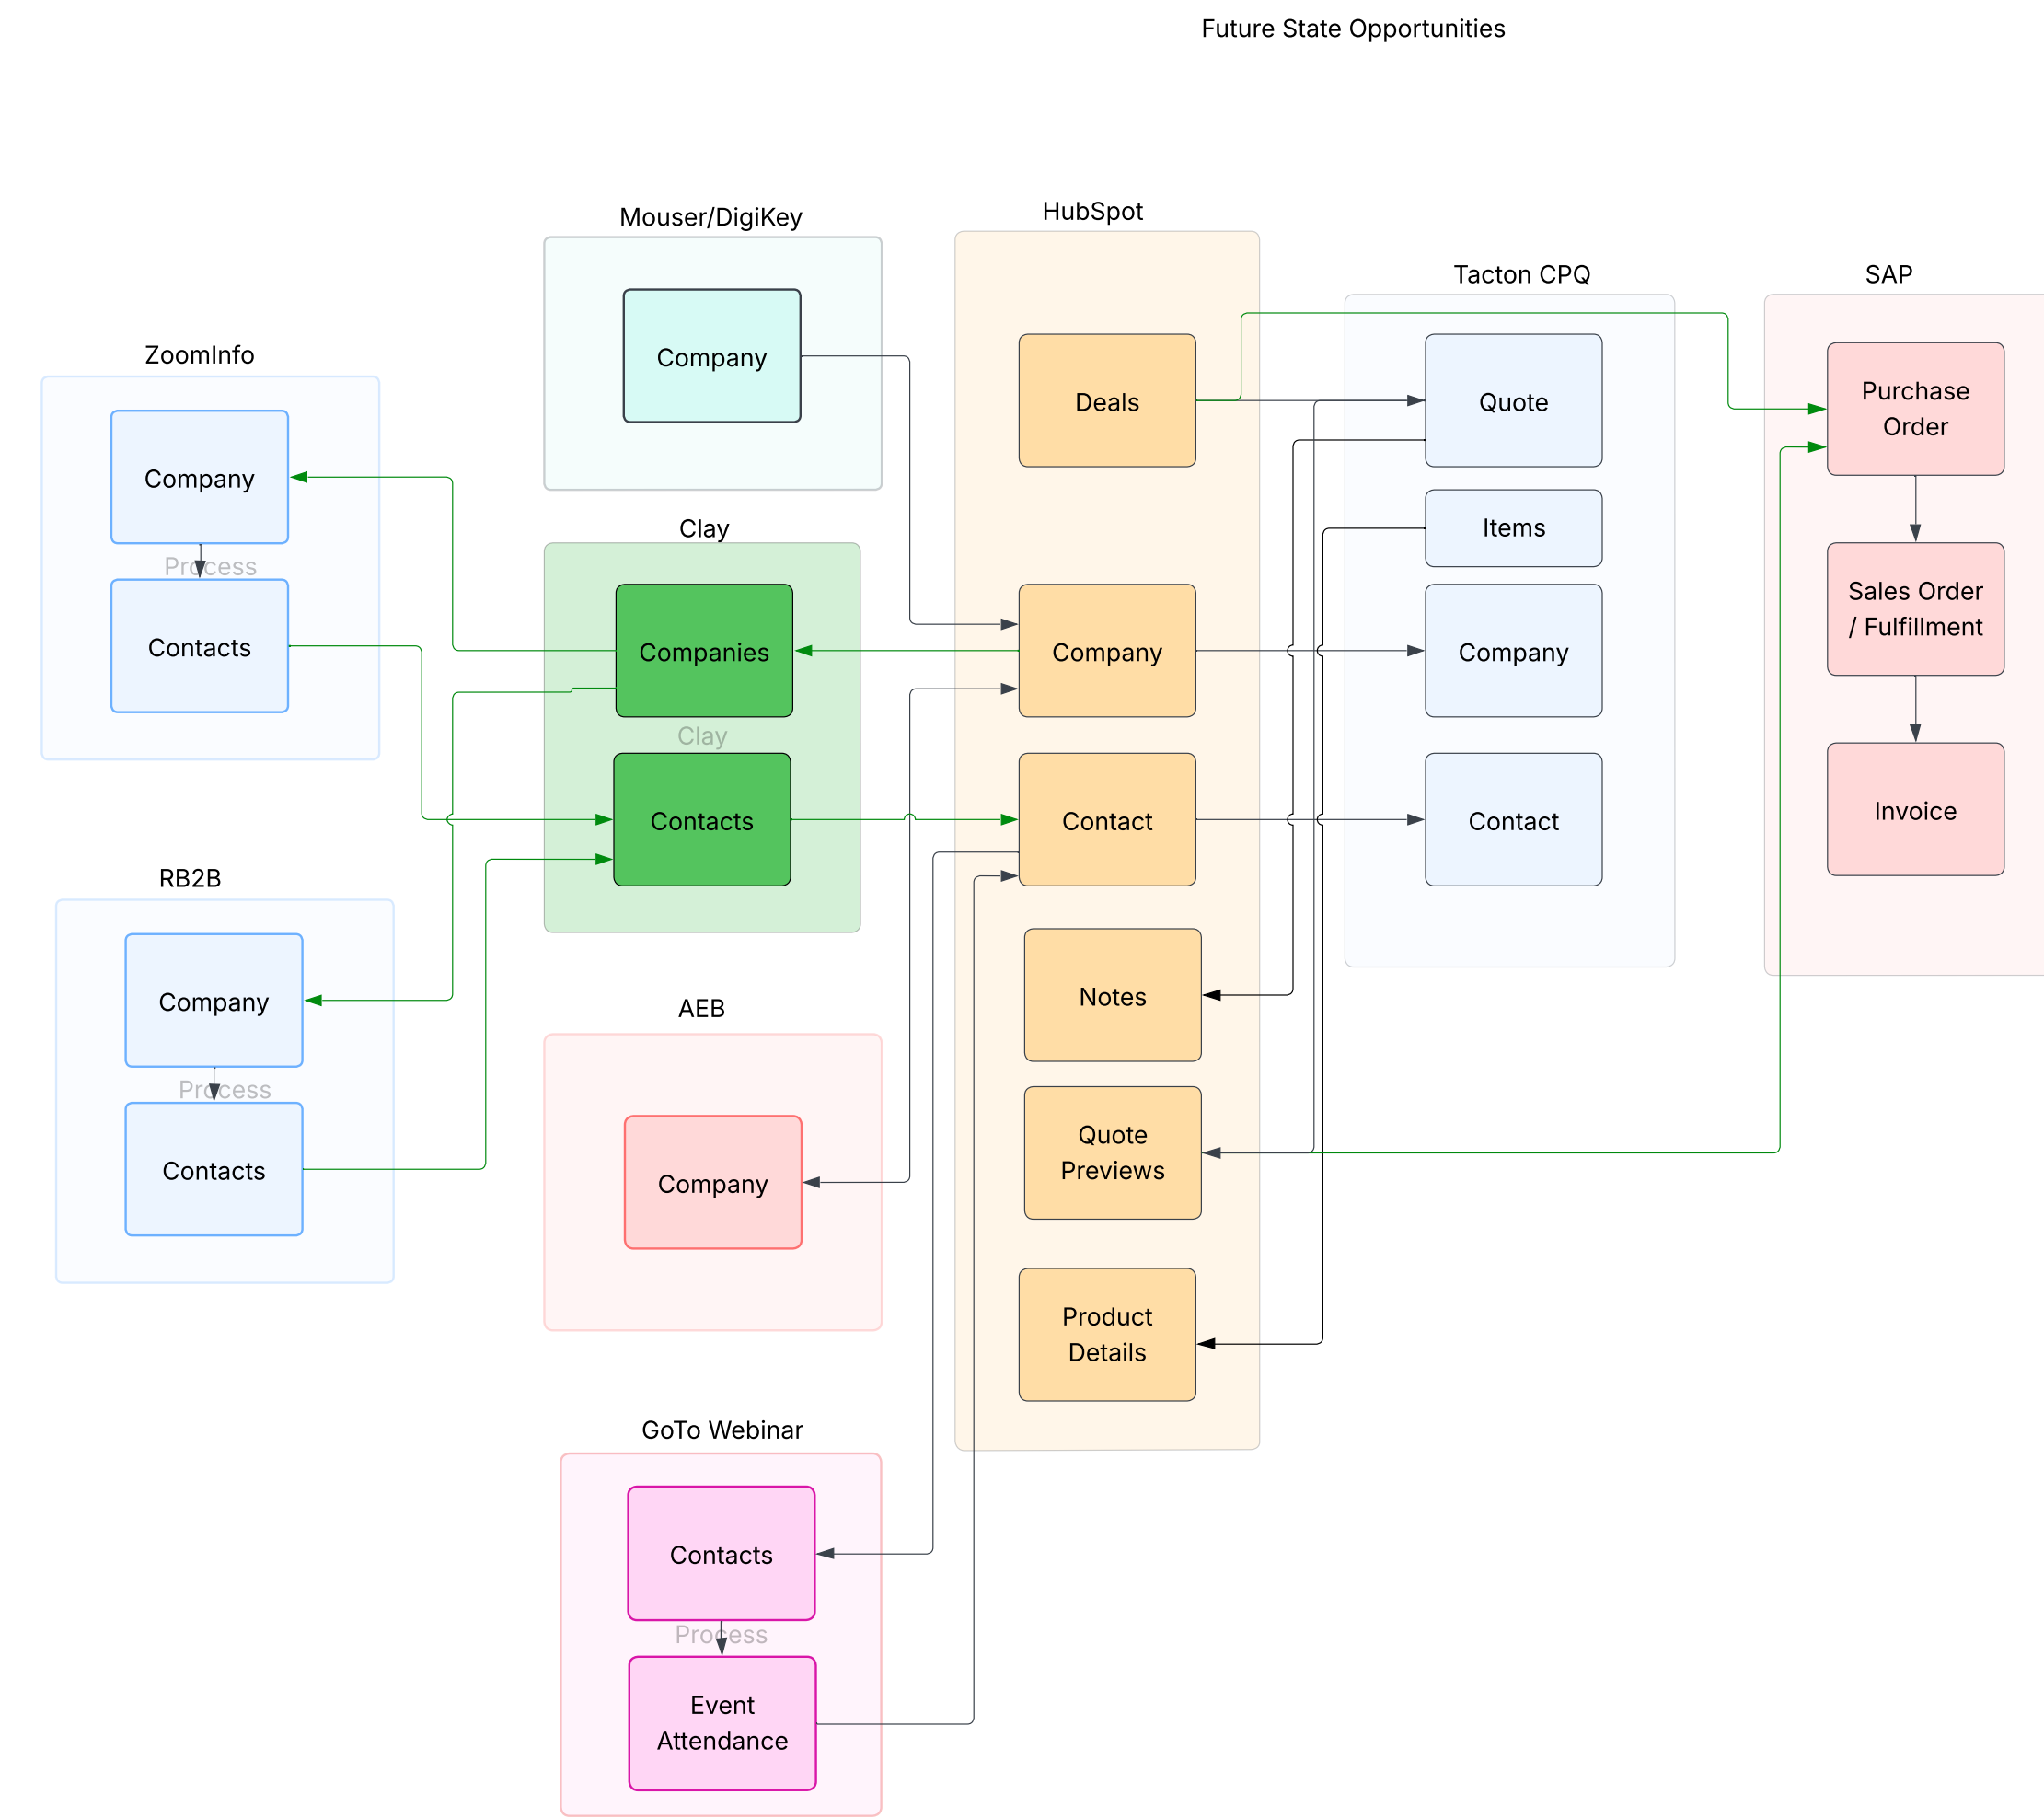 Future State Opportunities
Mouser/DigiKey
Company
HubSpot
Deals
Company
Contact
Notes
Quote
Previews
Product
Details
Tacton CPQ
Quote
Items
Company
Contact
SAP
Purchase
Order
Sales Order
/ Fulfillment
Invoice
ZoomInfo
Company
Process
Contacts
Clay
Companies
Clay
Contacts
RB2B
Company
Process
Contacts
AEB
Company
GoTo Webinar
Contacts
Process
Event
Attendance